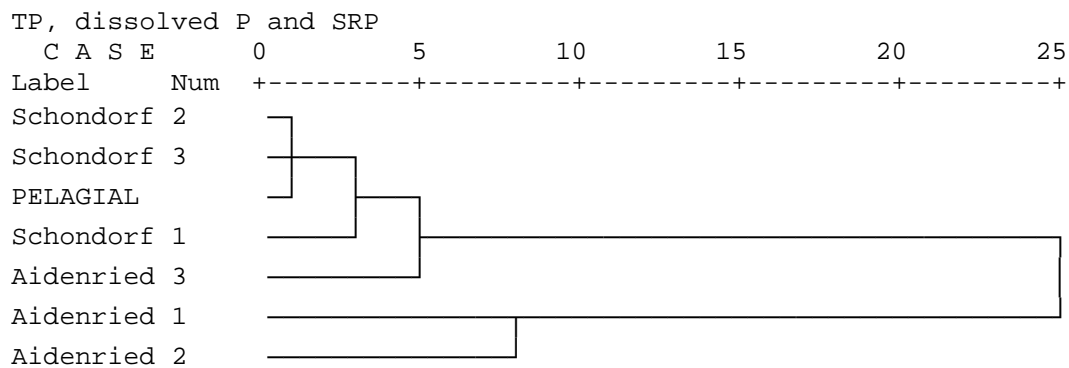 TP, dissolved P and SRP
C A S E 0 5 10 15 20 25
Label Num +---------+---------+---------+---------+---------+
Schondorf 2
Schondorf 3
PELAGIAL
Schondorf 1
Aidenried 3
Aidenried 1
Aidenried 2